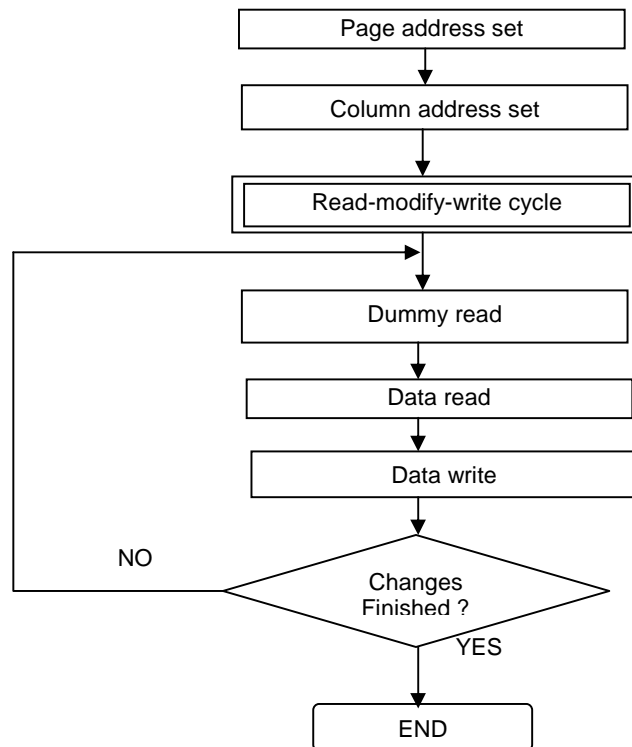 Page address set
Column address set
Read-modify-write cycle
Dummy read
Data read
Data write
NO
Changes
Finished ?
YES
END